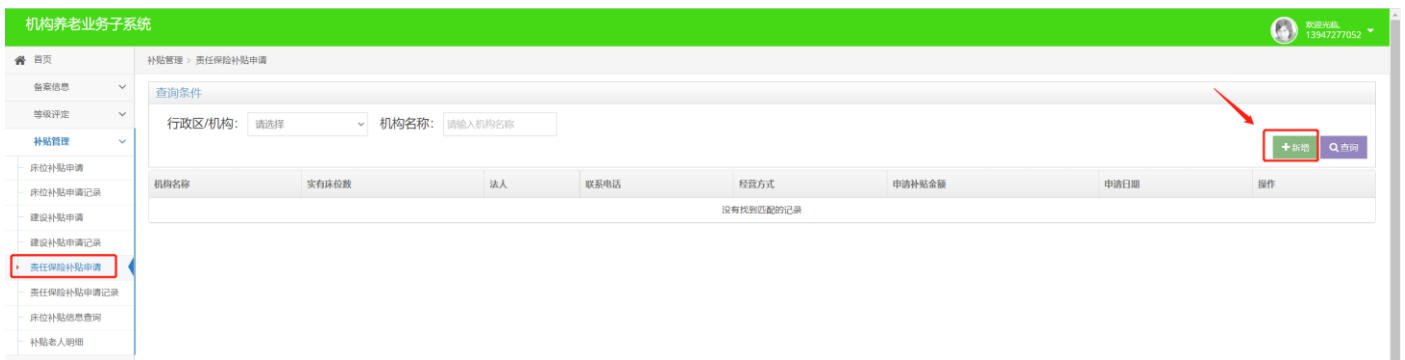 机构养老业务子系统
欢迎光临,
13947277052
首页
补贴管理 > 责任保险补贴申请
备案信息
等级评定
补贴管理
床位补贴申请
床位补贴申请记录
建设补贴申请
建设补贴申请记录
责任保险补贴申请
责任保险补贴申请记录
床位补贴信息查询
补贴老人明细
查询条件
行政区/机构: 请选择 机构名称: 请输入机构名称
新增 查询
机构名称 实有床位数 法人 联系电话 经营方式 申请补贴金额 申请日期 操作
没有找到匹配的记录